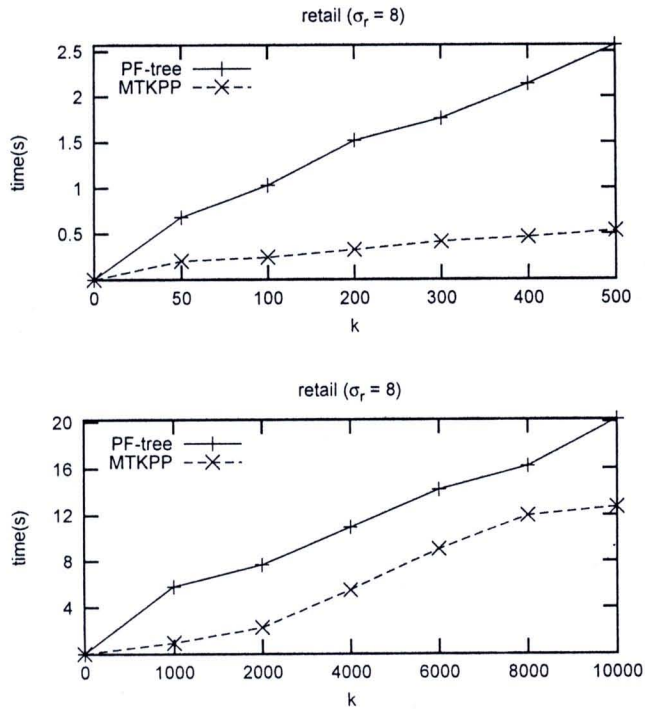 retail (σr = 8)
2.5
2
1.5
1
0.5
time(s)
PF-tree
MTKPP
0 50 100 200 300 400 500
k
retail (σr = 8)
20
16
12
8
4
time(s)
PF-tree
MTKPP
0 1000 2000 4000 6000 8000 10000
k